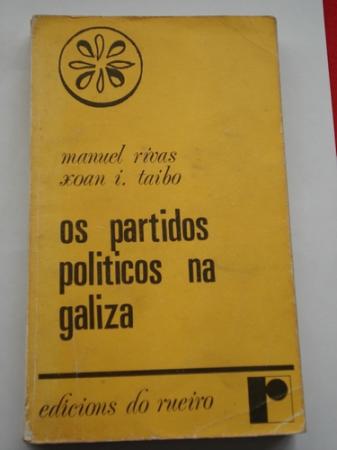 manuel rivas
xoan i. taibo
os partidos
politicos na
galiza
edicions do rueiro
r